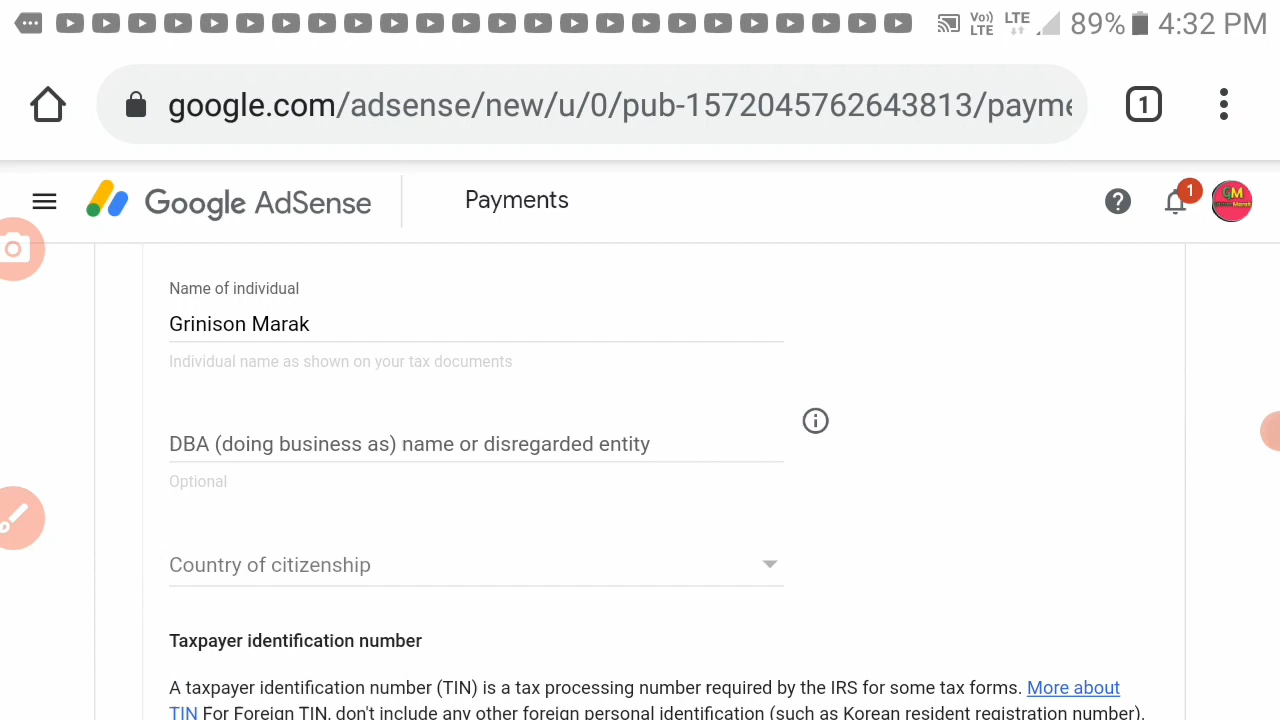 Vo)) LTE LTE 89% 4:32 PM
google.com/adsense/new/u/0/pub-1572045762643813/payme
1
Google AdSense
Payments
1
GM
Name of individual
Grinison Marak
Individual name as shown on your tax documents
DBA (doing business as) name or disregarded entity
Optional
Country of citizenship
Taxpayer identification number
A taxpayer identification number (TIN) is a tax processing number required by the IRS for some tax forms. More about
TIN For Foreign TIN, don't include any other foreign personal identification (such as Korean resident registration number).